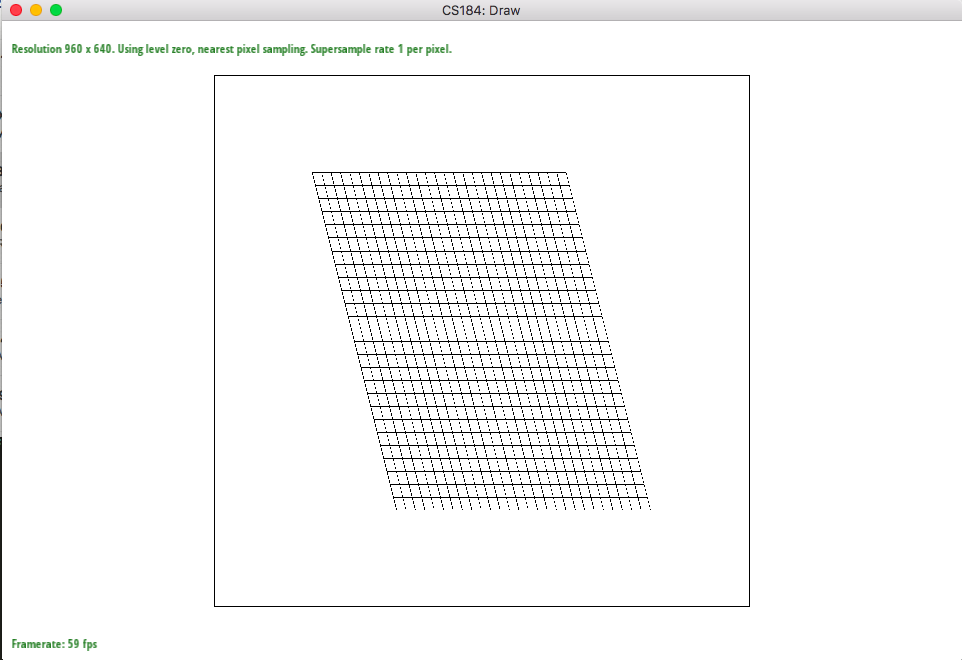 CS184: Draw
Resolution 960 x 640. Using level zero, nearest pixel sampling. Supersample rate 1 per pixel.
Framerate: 59 fps